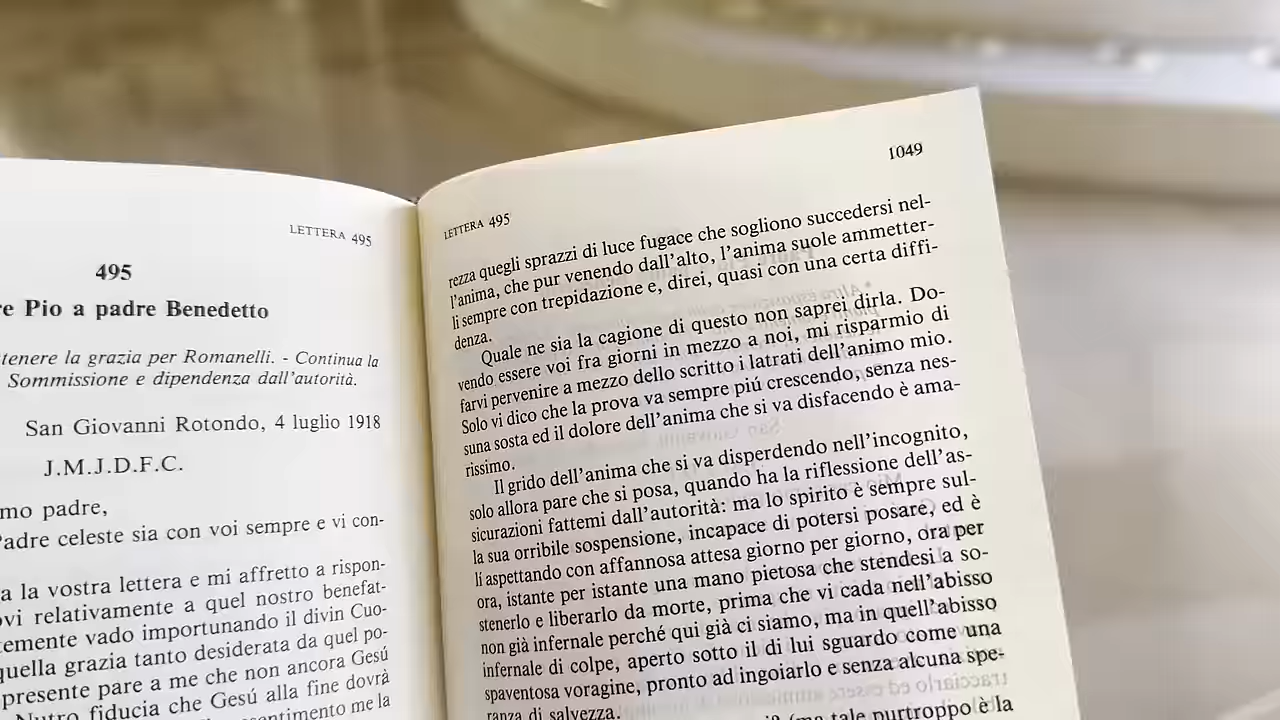 LETTERA 495
495
re Pio a padre Benedetto
tenere la grazia per Romanelli. - Continua la
Sommissione e dipendenza dall'autorità.
San Giovanni Rotondo, 4 luglio 1918
J.M.J.D.F.C.
mo padre,
Padre celeste sia con voi sempre e vi con-
a la vostra lettera e mi affretto a rispon-
ovi relativamente a quel nostro benefat-
temente vado importunando il divin Cuo-
quella grazia tanto desiderata da quel po-
presente pare a me che non ancora Gesú
Nutro fiducia che Gesú alla fine dovrà
sentimento me la
LETTERA 495
1049
rezza quegli sprazzi di luce fugace che sogliono succedersi nel-
l'anima, che pur venendo dall'alto, l'anima suole ammetter-
li sempre con trepidazione e, direi, quasi con una certa diffi-
denza.
Quale ne sia la cagione di questo non saprei dirla. Do-
vendo essere voi fra giorni in mezzo a noi, mi risparmio di
farvi pervenire a mezzo dello scritto i latrati dell'animo mio.
Solo vi dico che la prova va sempre piú crescendo, senza nes-
suna sosta ed il dolore dell'anima che si va disfacendo è ama-
rissimo.
Il grido dell'anima che si va disperdendo nell'incognito,
solo allora pare che si posa, quando ha la riflessione dell'as-
sicurazioni fattemi dall'autorità: ma lo spirito è sempre sul-
la sua orribile sospensione, incapace di potersi posare, ed è
lí aspettando con affannosa attesa giorno per giorno, ora per
ora, istante per istante una mano pietosa che stendesi a so-
stenerlo e liberarlo da morte, prima che vi cada nell'abisso
non già infernale perché qui già ci siamo, ma in quell'abisso
infernale di colpe, aperto sotto il di lui sguardo come una
spaventosa voragine, pronto ad ingoiarlo e senza alcuna spe-
ranza di salvezza.
(ma tale purtroppo è la